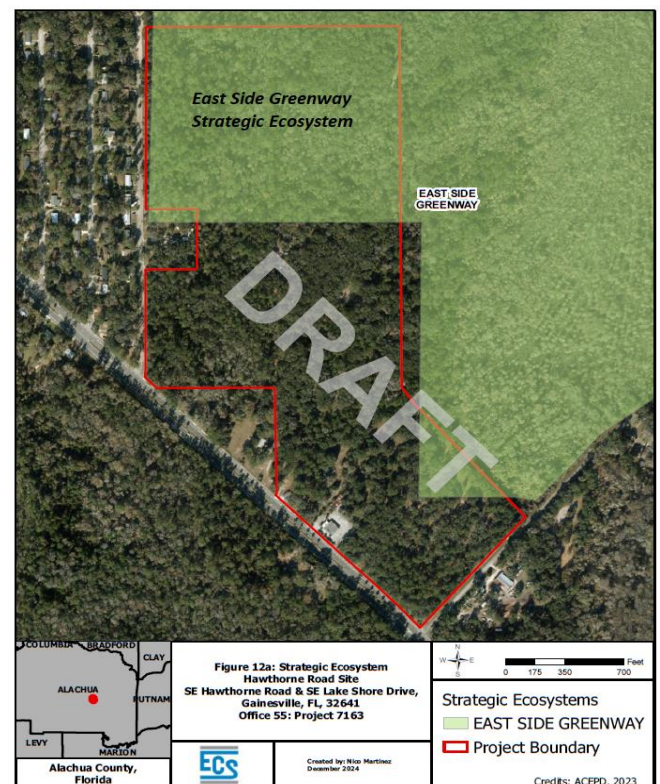 East Side Greenway
Strategic Ecosystem
EAST SIDE
GREENWAY
DRAFT
COLUMBIA
BRADFORD
CLAY
ALACHUA
PUTNAM
LEVY
MARION
Alachua County,
Florida
Figure 12a: Strategic Ecosystem
Hawthorne Road Site
SE Hawthorne Road & SE Lake Shore Drive,
Gainesville, FL, 32641
Office 55: Project 7163
ECS
Created by: Nico Martinez
December 2024
N
W E
S
Feet
0 175 350 700
Strategic Ecosystems
EAST SIDE GREENWAY
Project Boundary
Credits: ACEPD, 2023